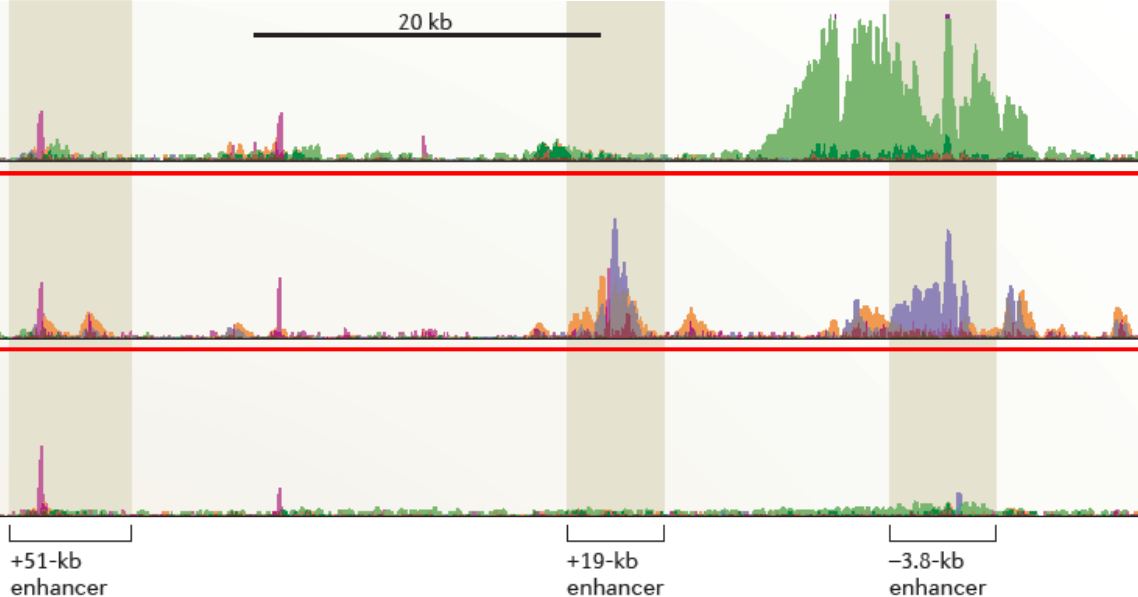 20 kb
+51-kb
enhancer
+19-kb
enhancer
–3.8-kb
enhancer